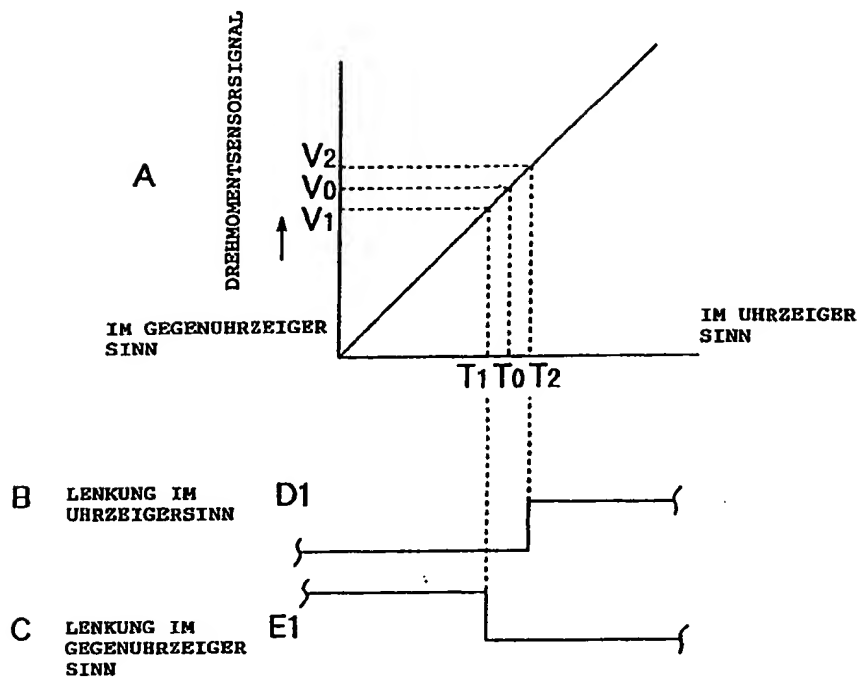 DREHMOMENTSENSORSIGNAL
A
V2
V0
V1
IM GEGENUHRZEIGER
SINN
IM UHRZEIGER
SINN
T1 T0 T2
B LENKUNG IM
UHRZEIGERSINN
D1
C LENKUNG IM
GEGENUHRZEIGER
SINN
E1